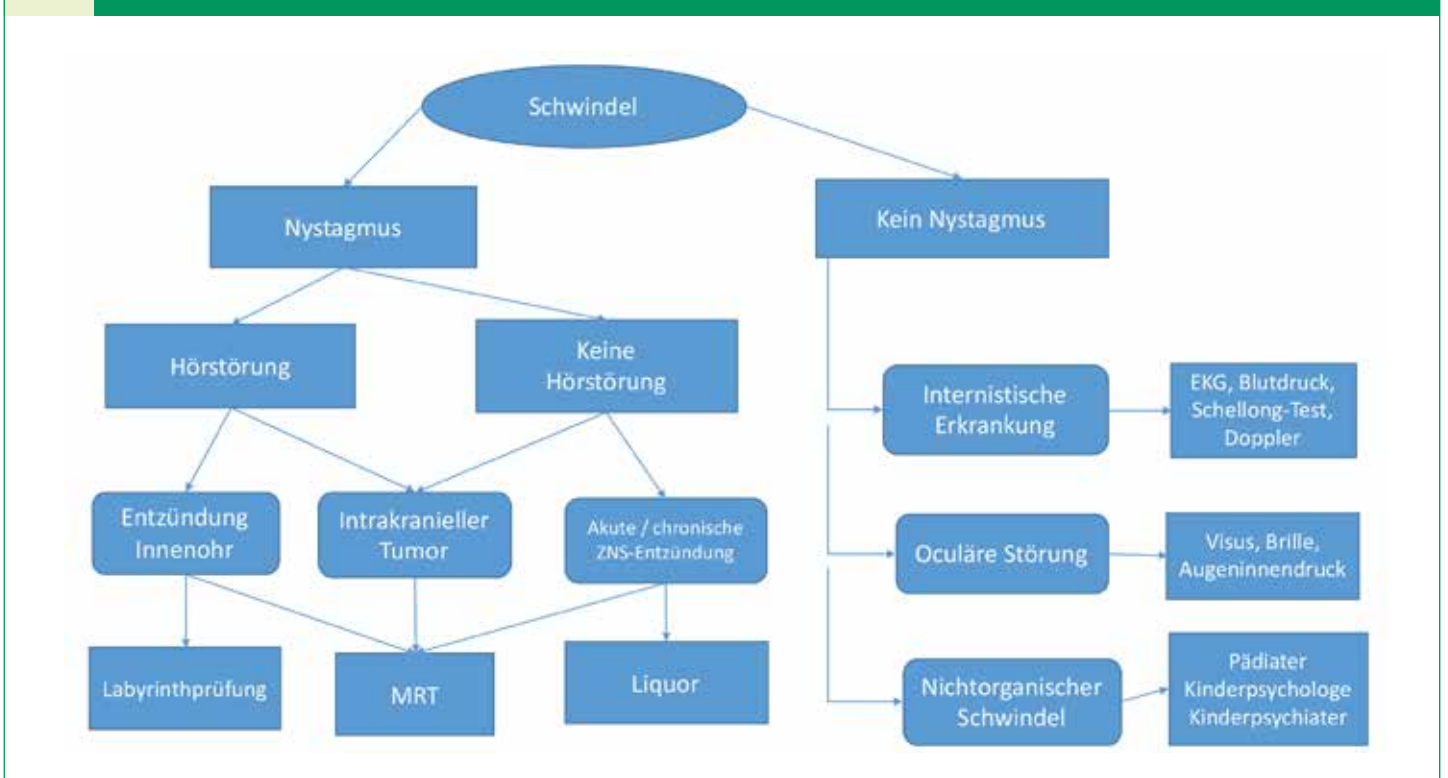 Schwindel
Nystagmus
Kein Nystagmus
Hörstörung
Keine
Hörstörung
Internistische
Erkrankung
EKG, Blutdruck,
Schellong-Test,
Doppler
Entzündung
Innenohr
Intrakranieller
Tumor
Akute / chronische
ZNS-Entzündung
Oculäre Störung
Visus, Brille,
Augeninnendruck
Labyrinthprüfung
MRT
Liquor
Nichtorganischer
Schwindel
Pädiater
Kinderpsychologe
Kinderpsychiater